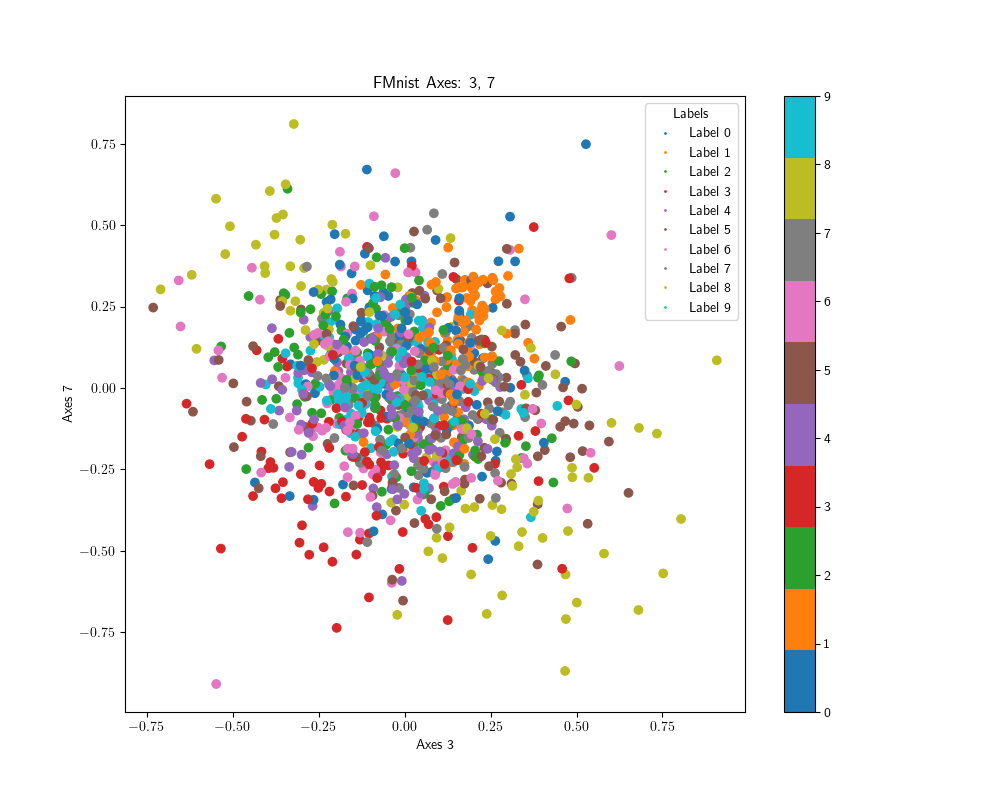 FMnist Axes: 3, 7
Labels
Label 0
Label 1
Label 2
Label 3
Label 4
Label 5
Label 6
Label 7
Label 8
Label 9
0.75
0.50
0.25
0.00
−0.25
−0.50
−0.75
Axes 7
−0.75 −0.50 −0.25 0.00 0.25 0.50 0.75
Axes 3
9
8
7
6
5
4
3
2
1
0